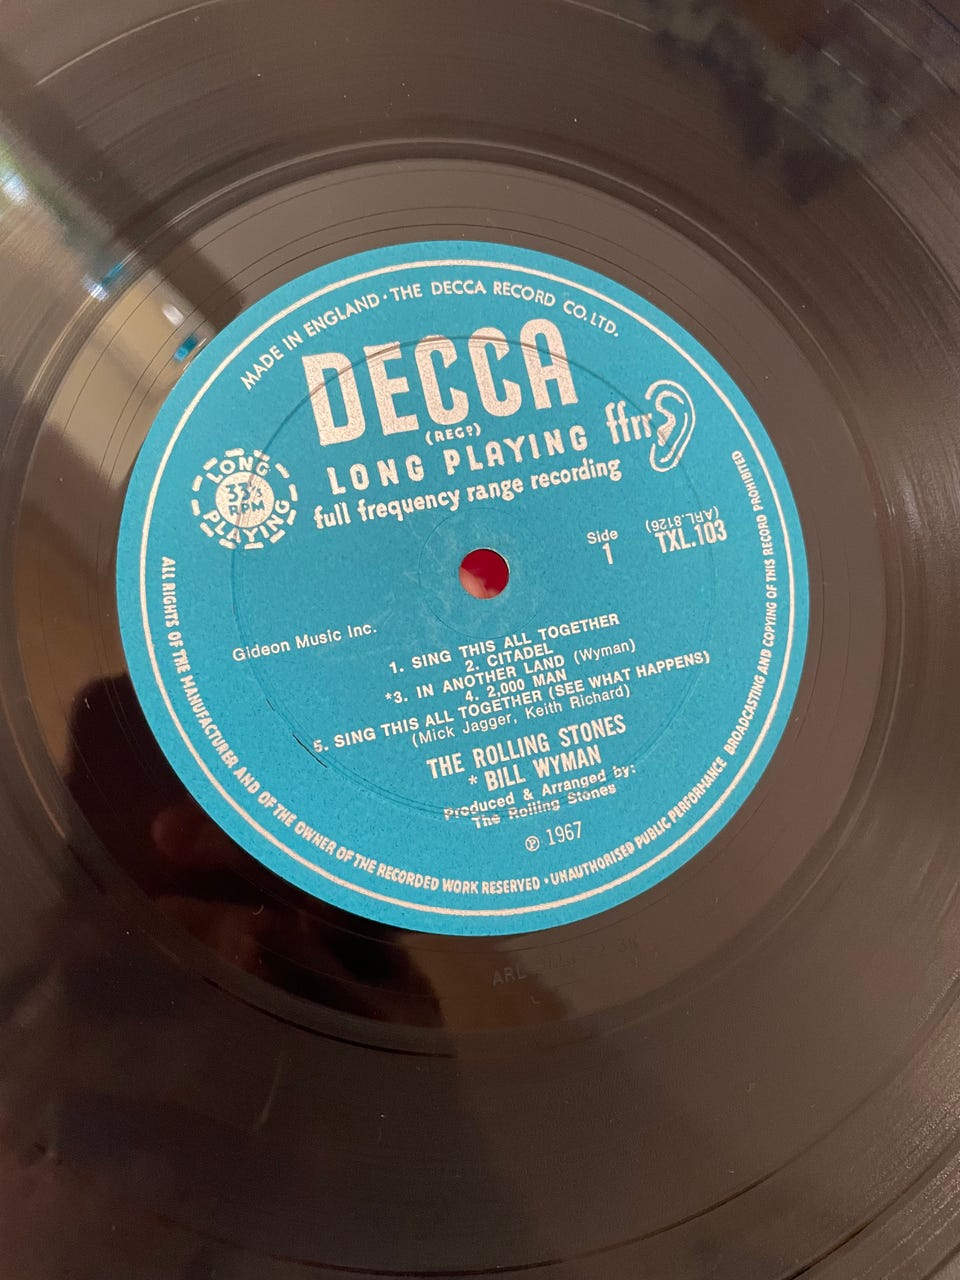 MADE IN ENGLAND · THE DECCA RECORD CO. LTD.
DECCA
(REGD)
LONG PLAYING
ffrr
full frequency range recording
LONG
33⅓
RPM
PLAYING
Side
1
(ARL.8126)
TXL.103
Gideon Music Inc.
1. SING THIS ALL TOGETHER
2. CITADEL
*3. IN ANOTHER LAND (Wyman)
4. 2,000 MAN
5. SING THIS ALL TOGETHER (SEE WHAT HAPPENS)
(Mick Jagger, Keith Richard)
THE ROLLING STONES
* BILL WYMAN
Produced & Arranged by:
The Rolling Stones
℗ 1967
ALL RIGHTS OF THE MANUFACTURER AND OF THE OWNER OF THE RECORDED WORK RESERVED · UNAUTHORISED PUBLIC PERFORMANCE BROADCASTING AND COPYING OF THIS RECORD PROHIBITED
ARL